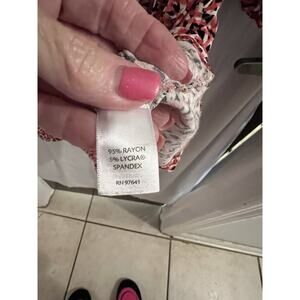 95% RAYON
5% LYCRA®
SPANDEX
RN 97641